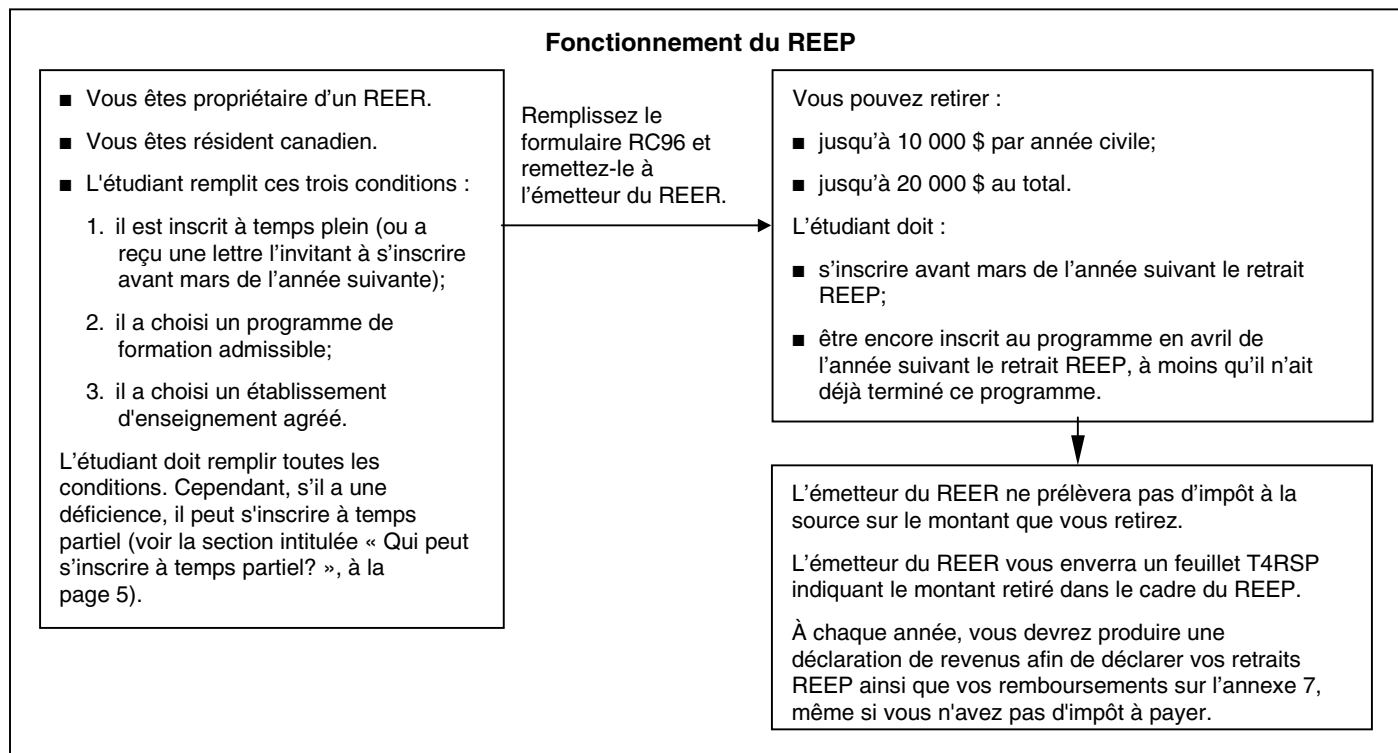 Fonctionnement du REEP
■ Vous êtes propriétaire d'un REER.
■ Vous êtes résident canadien.
■ L'étudiant remplit ces trois conditions :
1. il est inscrit à temps plein (ou a
reçu une lettre l'invitant à s'inscrire
avant mars de l'année suivante);
2. il a choisi un programme de
formation admissible;
3. il a choisi un établissement
d'enseignement agréé.
L'étudiant doit remplir toutes les
conditions. Cependant, s'il a une
déficience, il peut s'inscrire à temps
partiel (voir la section intitulée « Qui peut
s'inscrire à temps partiel? », à la
page 5).
Remplissez le
formulaire RC96 et
remettez-le à
l'émetteur du REER.
Vous pouvez retirer :
■ jusqu'à 10 000 $ par année civile;
■ jusqu'à 20 000 $ au total.
L'étudiant doit :
■ s'inscrire avant mars de l'année suivant le retrait
REEP;
■ être encore inscrit au programme en avril de
l'année suivant le retrait REEP, à moins qu'il n'ait
déjà terminé ce programme.
L'émetteur du REER ne prélèvera pas d'impôt à la
source sur le montant que vous retirez.
L'émetteur du REER vous enverra un feuillet T4RSP
indiquant le montant retiré dans le cadre du REEP.
À chaque année, vous devrez produire une
déclaration de revenus afin de déclarer vos retraits
REEP ainsi que vos remboursements sur l'annexe 7,
même si vous n'avez pas d'impôt à payer.